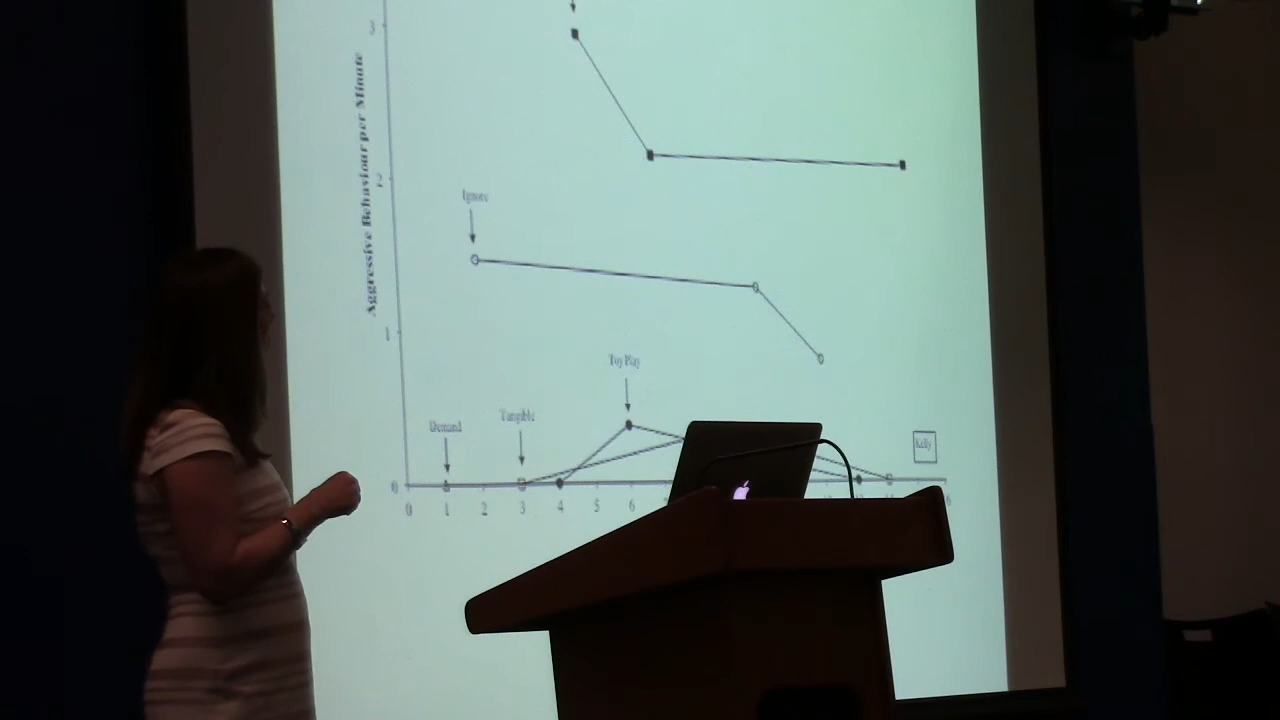 3
Aggressive Behaviour per Minute
2
Ignore
1
Toy Play
Tangible
Demand
Kelly
0
0 1 2 3 4 5 6
6